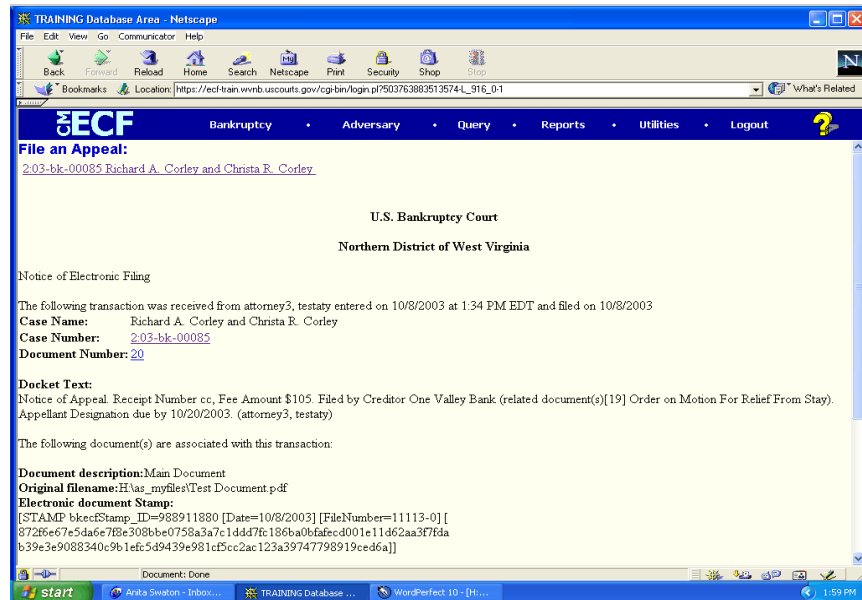 TRAINING Database Area - Netscape
File Edit View Go Communicator Help
Back Forward Reload Home Search Netscape Print Security Shop Stop
Bookmarks Location: https://ecf-train.wvnb.uscourts.gov/cgi-bin/login.pl?503763883513574-L_916_0-1 What's Related
CM ECF Bankruptcy • Adversary • Query • Reports • Utilities • Logout ?
File an Appeal:
2:03-bk-00085 Richard A. Corley and Christa R. Corley
U.S. Bankruptcy Court
Northern District of West Virginia
Notice of Electronic Filing
The following transaction was received from attorney3, testaty entered on 10/8/2003 at 1:34 PM EDT and filed on 10/8/2003
Case Name: Richard A. Corley and Christa R. Corley
Case Number: 2:03-bk-00085
Document Number: 20
Docket Text:
Notice of Appeal. Receipt Number cc, Fee Amount $105. Filed by Creditor One Valley Bank (related document(s)[19] Order on Motion For Relief From Stay).
Appellant Designation due by 10/20/2003. (attorney3, testaty)
The following document(s) are associated with this transaction:
Document description:Main Document
Original filename:H:\as_myfiles\Test Document.pdf
Electronic document Stamp:
[STAMP bkecfStamp_ID=988911880 [Date=10/8/2003] [FileNumber=11113-0] [
872f6e67e5da6e7f8e308bbe0758a3a7c1ddd7fc186ba0bfafecd001e11d62aa3f7fda
b39e3e9088340c9b1efc5d9439e981cf5cc2ac123a39747798919ced6a]]
Document: Done
start Anita Swaton - Inbox... TRAINING Database ... WordPerfect 10 - [H:... 1:59 PM